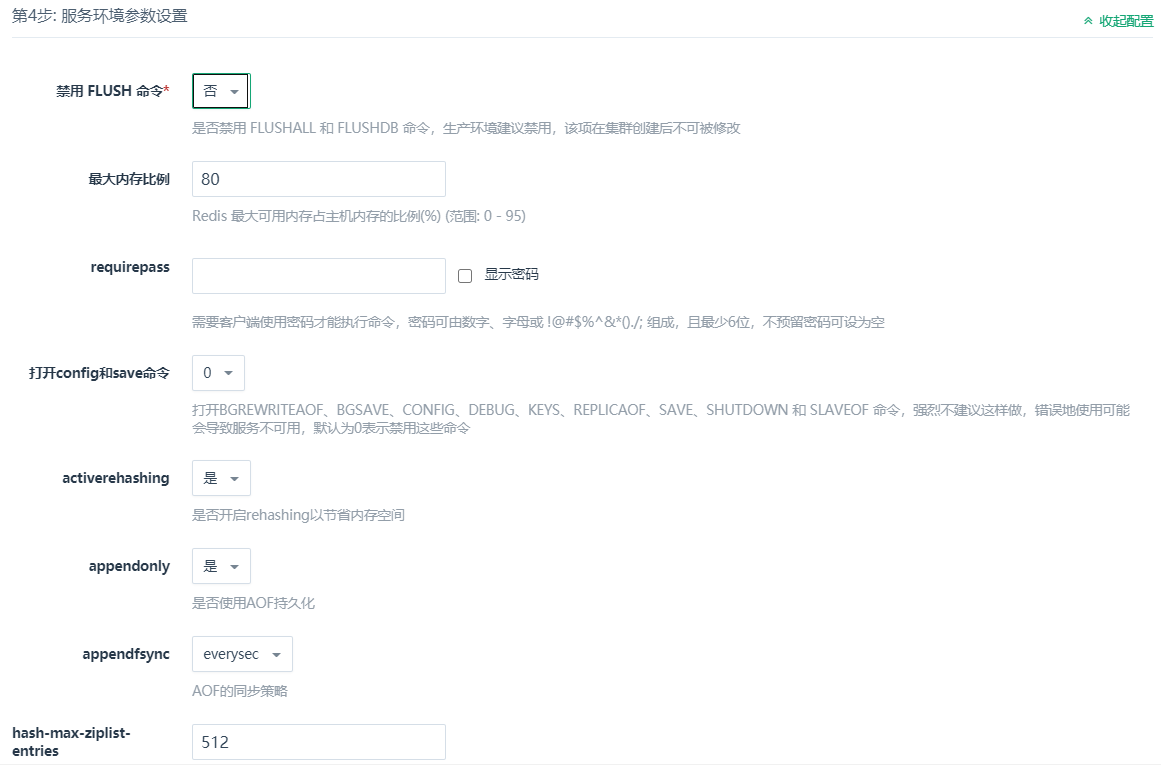 第4步: 服务环境参数设置
收起配置
禁用 FLUSH 命令*
否
是否禁用 FLUSHALL 和 FLUSHDB 命令，生产环境建议禁用，该项在集群创建后不可被修改
最大内存比例
80
Redis 最大可用内存占主机内存的比例(%) (范围: 0 - 95)
requirepass
显示密码
需要客户端使用密码才能执行命令，密码可由数字、字母或 !@#$%^&*()./; 组成，且最少6位，不预留密码可设为空
打开config和save命令
0
打开BGREWRITEAOF、BGSAVE、CONFIG、DEBUG、KEYS、REPLICAOF、SAVE、SHUTDOWN 和 SLAVEOF 命令，强烈不建议这样做，错误地使用可能
会导致服务不可用，默认为0表示禁用这些命令
activerehashing
是
是否开启rehashing以节省内存空间
appendonly
是
是否使用AOF持久化
appendfsync
everysec
AOF的同步策略
hash-max-ziplist-
entries
512